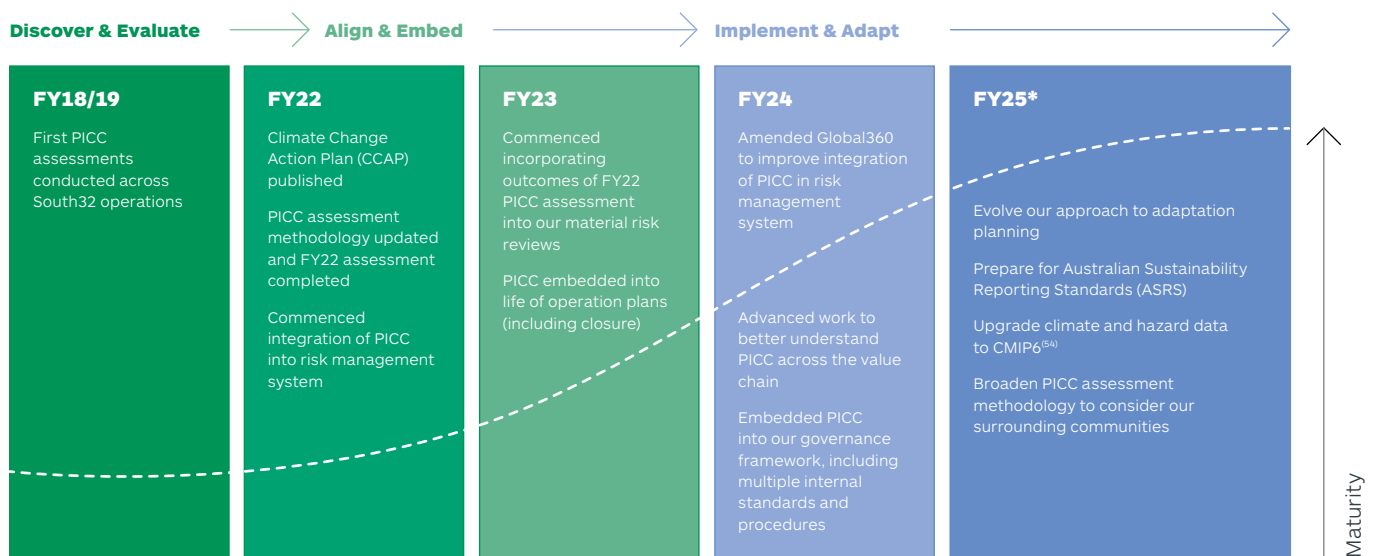 Discover & Evaluate
Align & Embed
Implement & Adapt
FY18/19
First PICC
assessments
conducted across
South32 operations
FY22
Climate Change
Action Plan (CCAP)
published
PICC assessment
methodology updated
and FY22 assessment
completed
Commenced
integration of PICC
into risk management
system
FY23
Commenced
incorporating
outcomes of FY22
PICC assessment
into our material risk
reviews
PICC embedded into
life of operation plans
(including closure)
FY24
Amended Global360
to improve integration
of PICC in risk
management
system
Advanced work to
better understand
PICC across the value
chain
Embedded PICC
into our governance
framework, including
multiple internal
standards and
procedures
FY25*
Evolve our approach to adaptation
planning
Prepare for Australian Sustainability
Reporting Standards (ASRS)
Upgrade climate and hazard data
to CMIP6(54)
Broaden PICC assessment
methodology to consider our
surrounding communities
Maturity